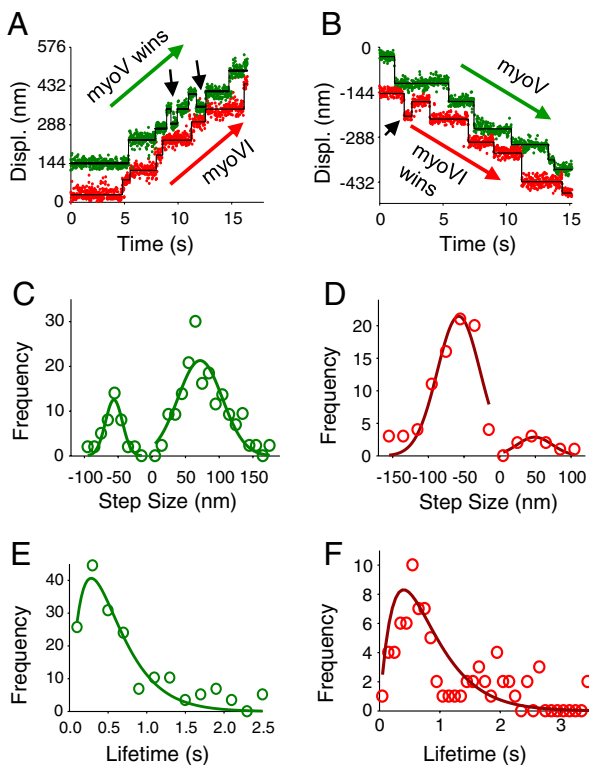 A
B
Displ. (nm)
576
432
288
144
0
myoV wins
myoVI
0
5
10
15
Time (s)
Displ. (nm)
0
-144
-288
-432
myoV
myoVI
wins
0
5
10
15
Time (s)
C
D
Frequency
30
20
10
0
-100 -50 0 50 100 150
Step Size (nm)
Frequency
20
10
0
-150 -100 -50 0 50 100
Step Size (nm)
E
F
Frequency
40
30
20
10
0
0.0 0.5 1.0 1.5 2.0 2.5
Lifetime (s)
Frequency
10
8
6
4
2
0
0 1 2 3
Lifetime (s)